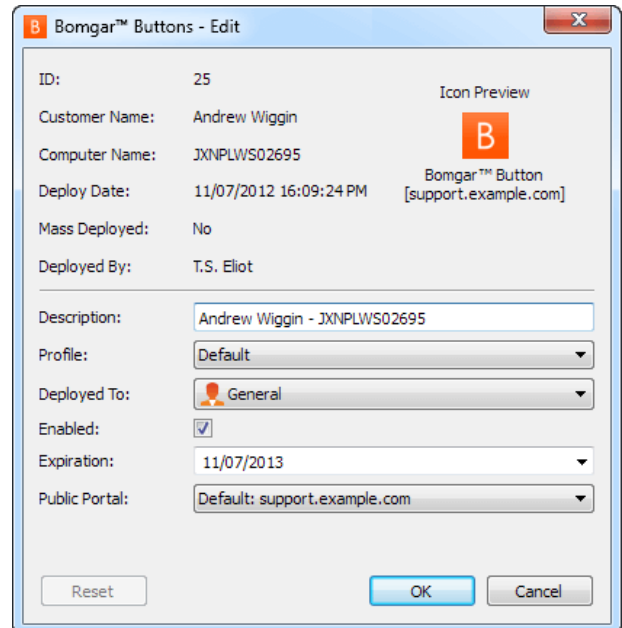 B Bomgar™ Buttons - Edit
ID: 25
Icon Preview
Customer Name: Andrew Wiggin
B
Computer Name: JXNPLWS02695
Bomgar™ Button
[support.example.com]
Deploy Date: 11/07/2012 16:09:24 PM
Mass Deployed: No
Deployed By: T.S. Eliot
Description: Andrew Wiggin - JXNPLWS02695
Profile: Default
Deployed To: General
Enabled:
Expiration: 11/07/2013
Public Portal: Default: support.example.com
Reset OK Cancel